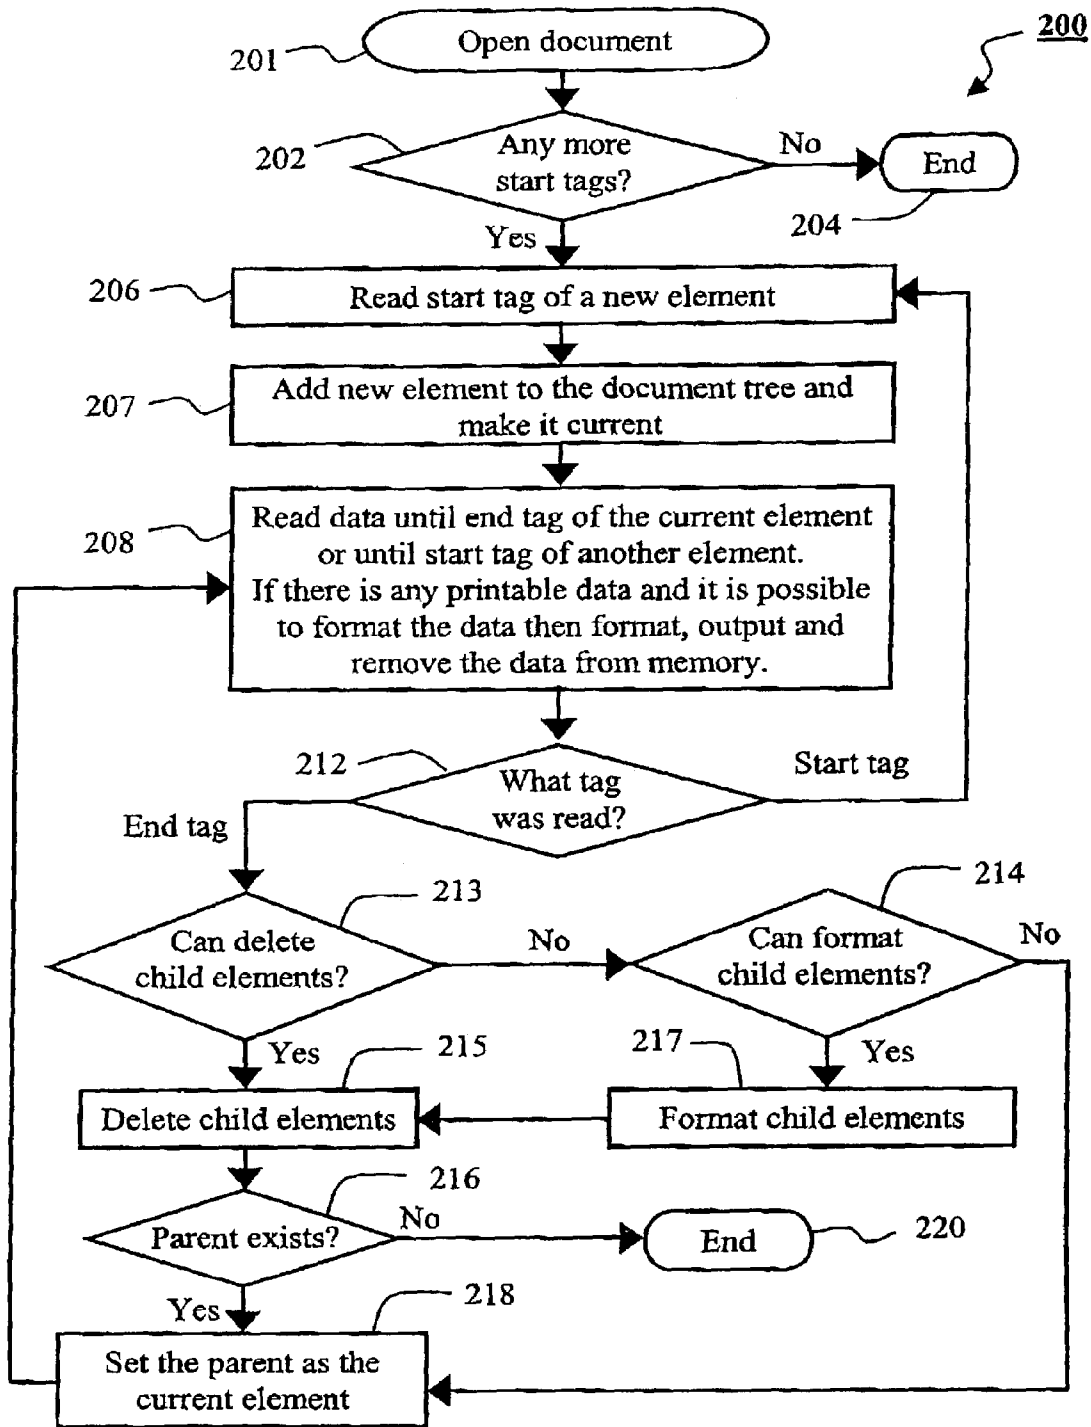 200
Open document
201
202
Any more
start tags?
No
End
204
Yes
206
Read start tag of a new element
207
Add new element to the document tree and
make it current
208
Read data until end tag of the current element
or until start tag of another element.
If there is any printable data and it is possible
to format the data then format, output and
remove the data from memory.
212
What tag
was read?
Start tag
End tag
213
214
Can delete
child elements?
No
Can format
child elements?
No
Yes
215
217
Yes
Delete child elements
Format child elements
216
Parent exists?
No
End
220
Yes
218
Set the parent as the
current element